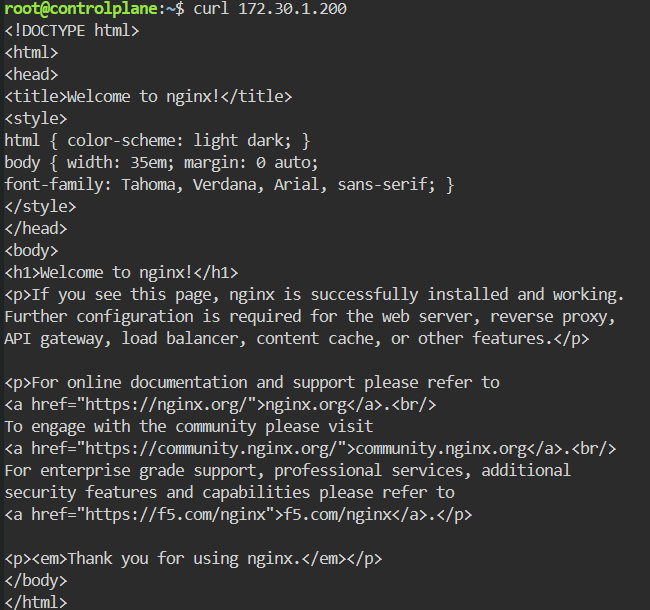 root@controlplane:~$ curl 172.30.1.200
<!DOCTYPE html>
<html>
<head>
<title>Welcome to nginx!</title>
<style>
html { color-scheme: light dark; }
body { width: 35em; margin: 0 auto;
font-family: Tahoma, Verdana, Arial, sans-serif; }
</style>
</head>
<body>
<h1>Welcome to nginx!</h1>
<p>If you see this page, nginx is successfully installed and working.
Further configuration is required for the web server, reverse proxy,
API gateway, load balancer, content cache, or other features.</p>

<p>For online documentation and support please refer to
<a href="https://nginx.org/">nginx.org</a>.<br/>
To engage with the community please visit
<a href="https://community.nginx.org/">community.nginx.org</a>.<br/>
For enterprise grade support, professional services, additional
security features and capabilities please refer to
<a href="https://f5.com/nginx">f5.com/nginx</a>.</p>

<p><em>Thank you for using nginx.</em></p>
</body>
</html>